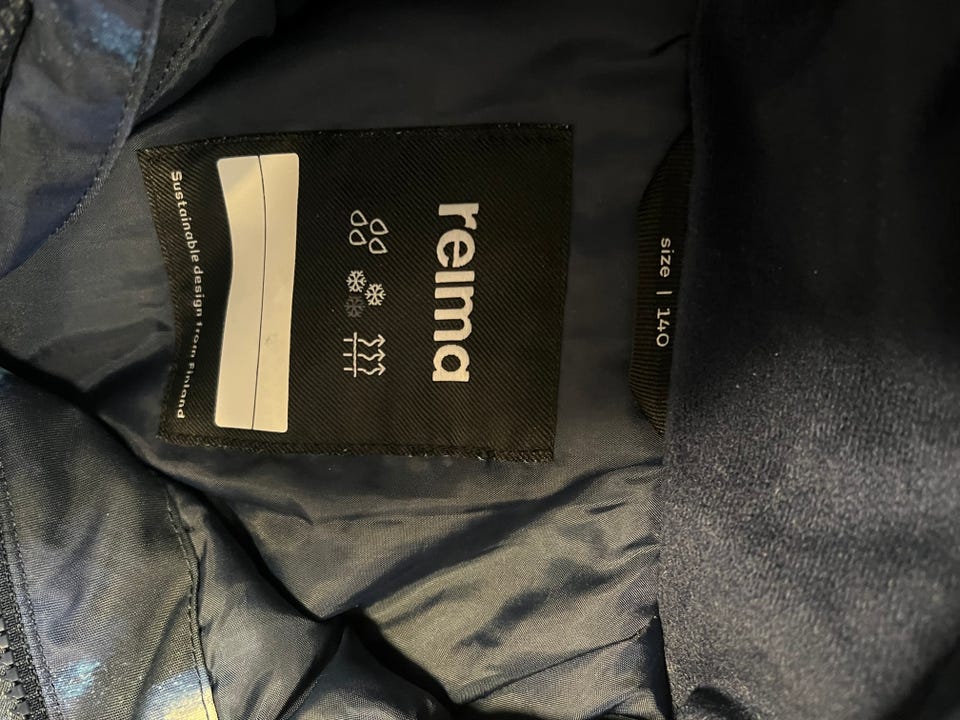 size | 140
reima
Sustainable design from Finland